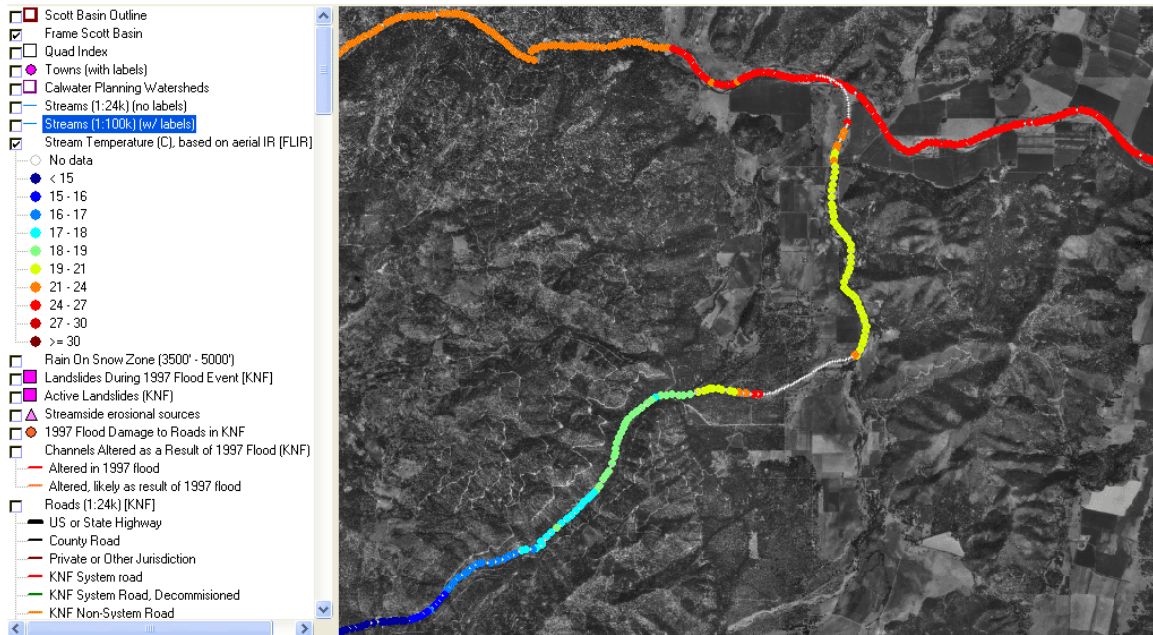 Scott Basin Outline
Frame Scott Basin
Quad Index
Towns (with labels)
Calwater Planning Watersheds
Streams (1:24k) (no labels)
Streams (1:100k) (w/ labels)
Stream Temperature (C), based on aerial IR [FLIR]
No data
< 15
15 - 16
16 - 17
17 - 18
18 - 19
19 - 21
21 - 24
24 - 27
27 - 30
>= 30
Rain On Snow Zone (3500' - 5000')
Landslides During 1997 Flood Event [KNF]
Active Landslides (KNF)
Streamside erosional sources
1997 Flood Damage to Roads in KNF
Channels Altered as a Result of 1997 Flood (KNF)
Altered in 1997 flood
Altered, likely as result of 1997 flood
Roads (1:24k) [KNF]
US or State Highway
County Road
Private or Other Jurisdiction
KNF System road
KNF System Road, Decommisioned
KNF Non-System Road